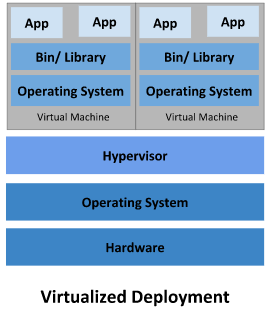 App App App App
Bin/ Library Bin/ Library
Operating System Operating System
Virtual Machine Virtual Machine
Hypervisor
Operating System
Hardware
Virtualized Deployment